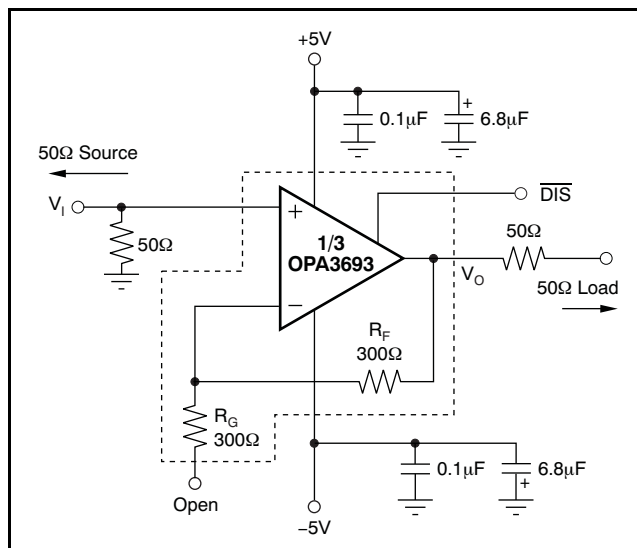 +5V
+
0.1μF
6.8μF
50Ω Source
V_I
DIS
50Ω
+
1/3
OPA3693
50Ω
V_O
−
50Ω Load
R_F
300Ω
R_G
300Ω
0.1μF
6.8μF
+
Open
−5V